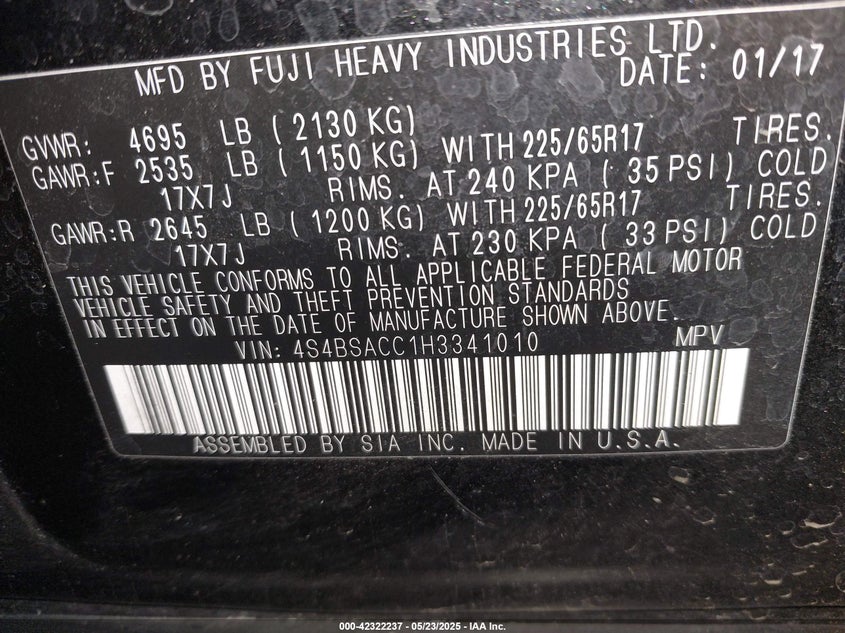 MFD BY FUJI HEAVY INDUSTRIES LTD.
DATE: 01/17
GVWR: 4695 LB (2130 KG)
GAWR:F 2535 LB (1150 KG) WITH 225/65R17 TIRES.
17X7J RIMS. AT 240 KPA (35 PSI) COLD
GAWR:R 2645 LB (1200 KG) WITH 225/65R17 TIRES.
17X7J RIMS. AT 230 KPA (33 PSI) COLD
THIS VEHICLE CONFORMS TO ALL APPLICABLE FEDERAL MOTOR
VEHICLE SAFETY AND THEFT PREVENTION STANDARDS
IN EFFECT ON THE DATE OF MANUFACTURE SHOWN ABOVE.
VIN: 4S4BSACC1H3341010 MPV
ASSEMBLED BY SIA INC. MADE IN U.S.A.
000-42322237 - 05/23/2025 - IAA Inc.